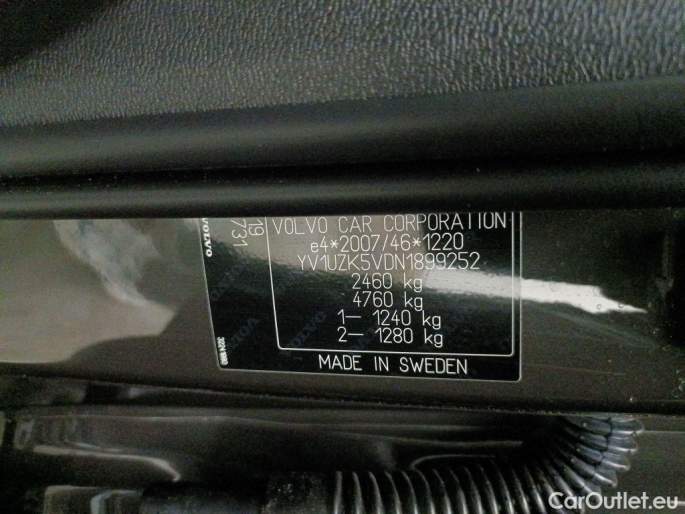 VOLVO CAR CORPORATION
e4*2007/46*1220
YV1UZK5VDN1899252
2460 kg
4760 kg
1— 1240 kg
2— 1280 kg
MADE IN SWEDEN
VOLVO
731
19
CarOutlet.eu